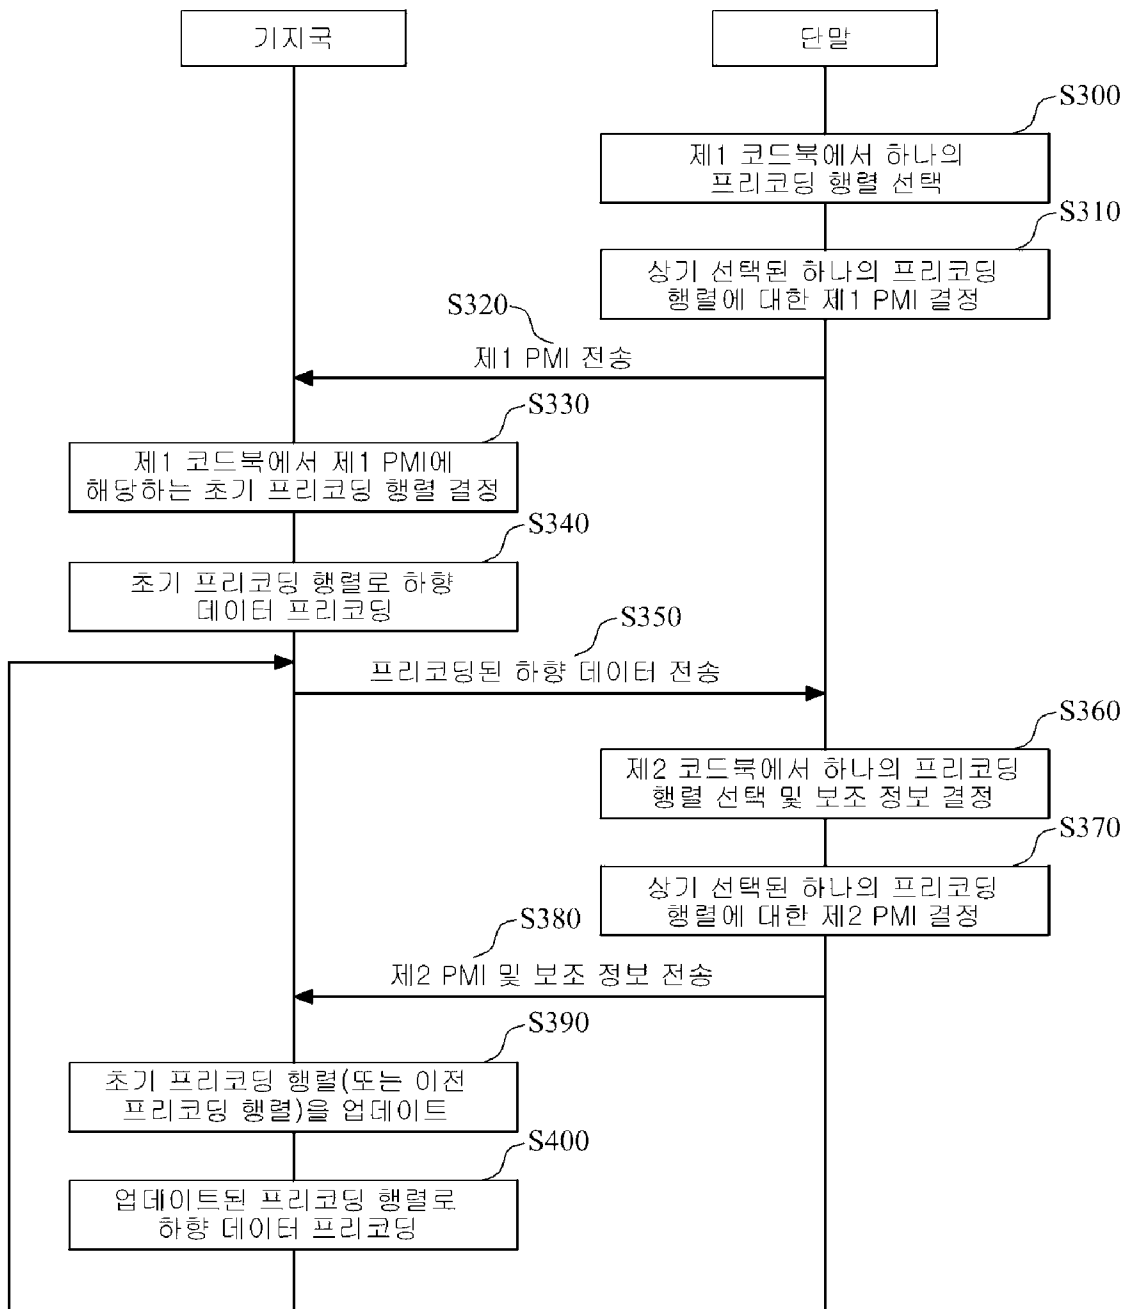 기지국
단말
S300
제1 코드북에서 하나의
프리코딩 행렬 선택
S310
상기 선택된 하나의 프리코딩
행렬에 대한 제1 PMI 결정
S320
제1 PMI 전송
S330
제1 코드북에서 제1 PMI에
해당하는 초기 프리코딩 행렬 결정
S340
초기 프리코딩 행렬로 하향
데이터 프리코딩
S350
프리코딩된 하향 데이터 전송
S360
제2 코드북에서 하나의 프리코딩
행렬 선택 및 보조 정보 결정
S370
상기 선택된 하나의 프리코딩
행렬에 대한 제2 PMI 결정
S380
제2 PMI 및 보조 정보 전송
S390
초기 프리코딩 행렬(또는 이전
프리코딩 행렬)을 업데이트
S400
업데이트된 프리코딩 행렬로
하향 데이터 프리코딩